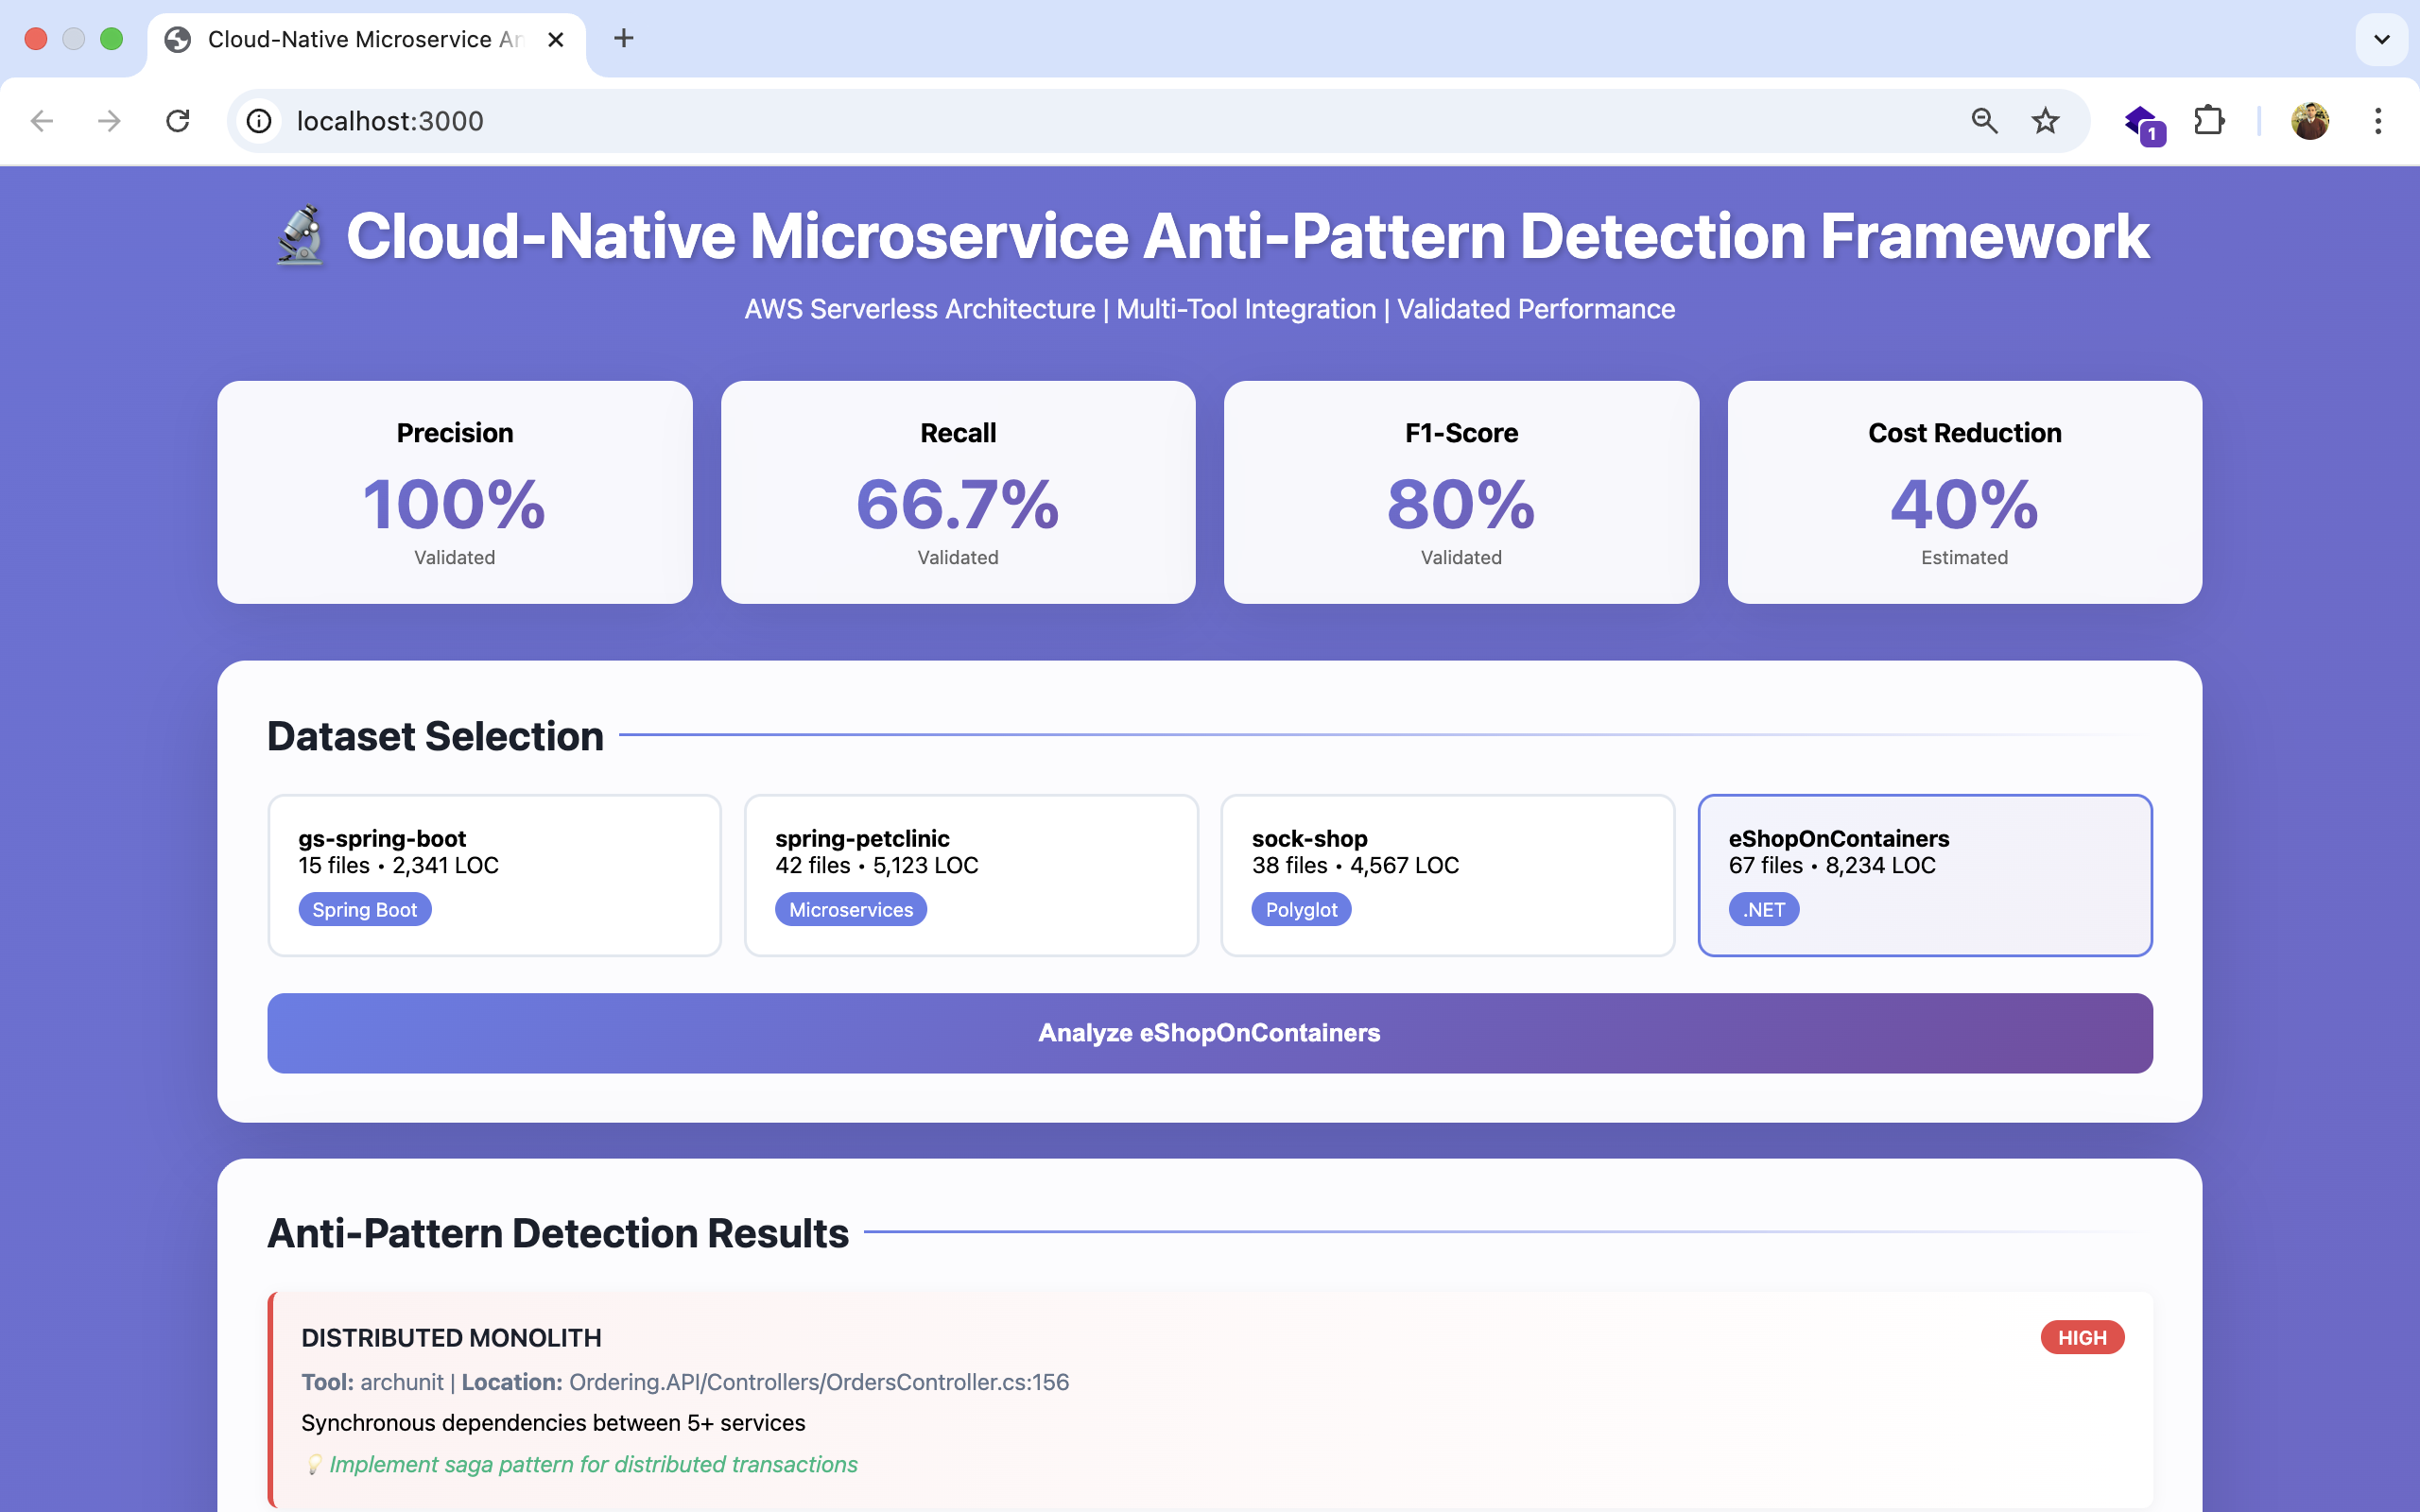 Cloud-Native Microservice An
localhost:3000
1
Cloud-Native Microservice Anti-Pattern Detection Framework
AWS Serverless Architecture | Multi-Tool Integration | Validated Performance
Precision
100%
Validated
Recall
66.7%
Validated
F1-Score
80%
Validated
Cost Reduction
40%
Estimated
Dataset Selection
gs-spring-boot
15 files • 2,341 LOC
Spring Boot
spring-petclinic
42 files • 5,123 LOC
Microservices
sock-shop
38 files • 4,567 LOC
Polyglot
eShopOnContainers
67 files • 8,234 LOC
.NET
Analyze eShopOnContainers
Anti-Pattern Detection Results
DISTRIBUTED MONOLITH
HIGH
Tool: archunit | Location: Ordering.API/Controllers/OrdersController.cs:156
Synchronous dependencies between 5+ services
Implement saga pattern for distributed transactions